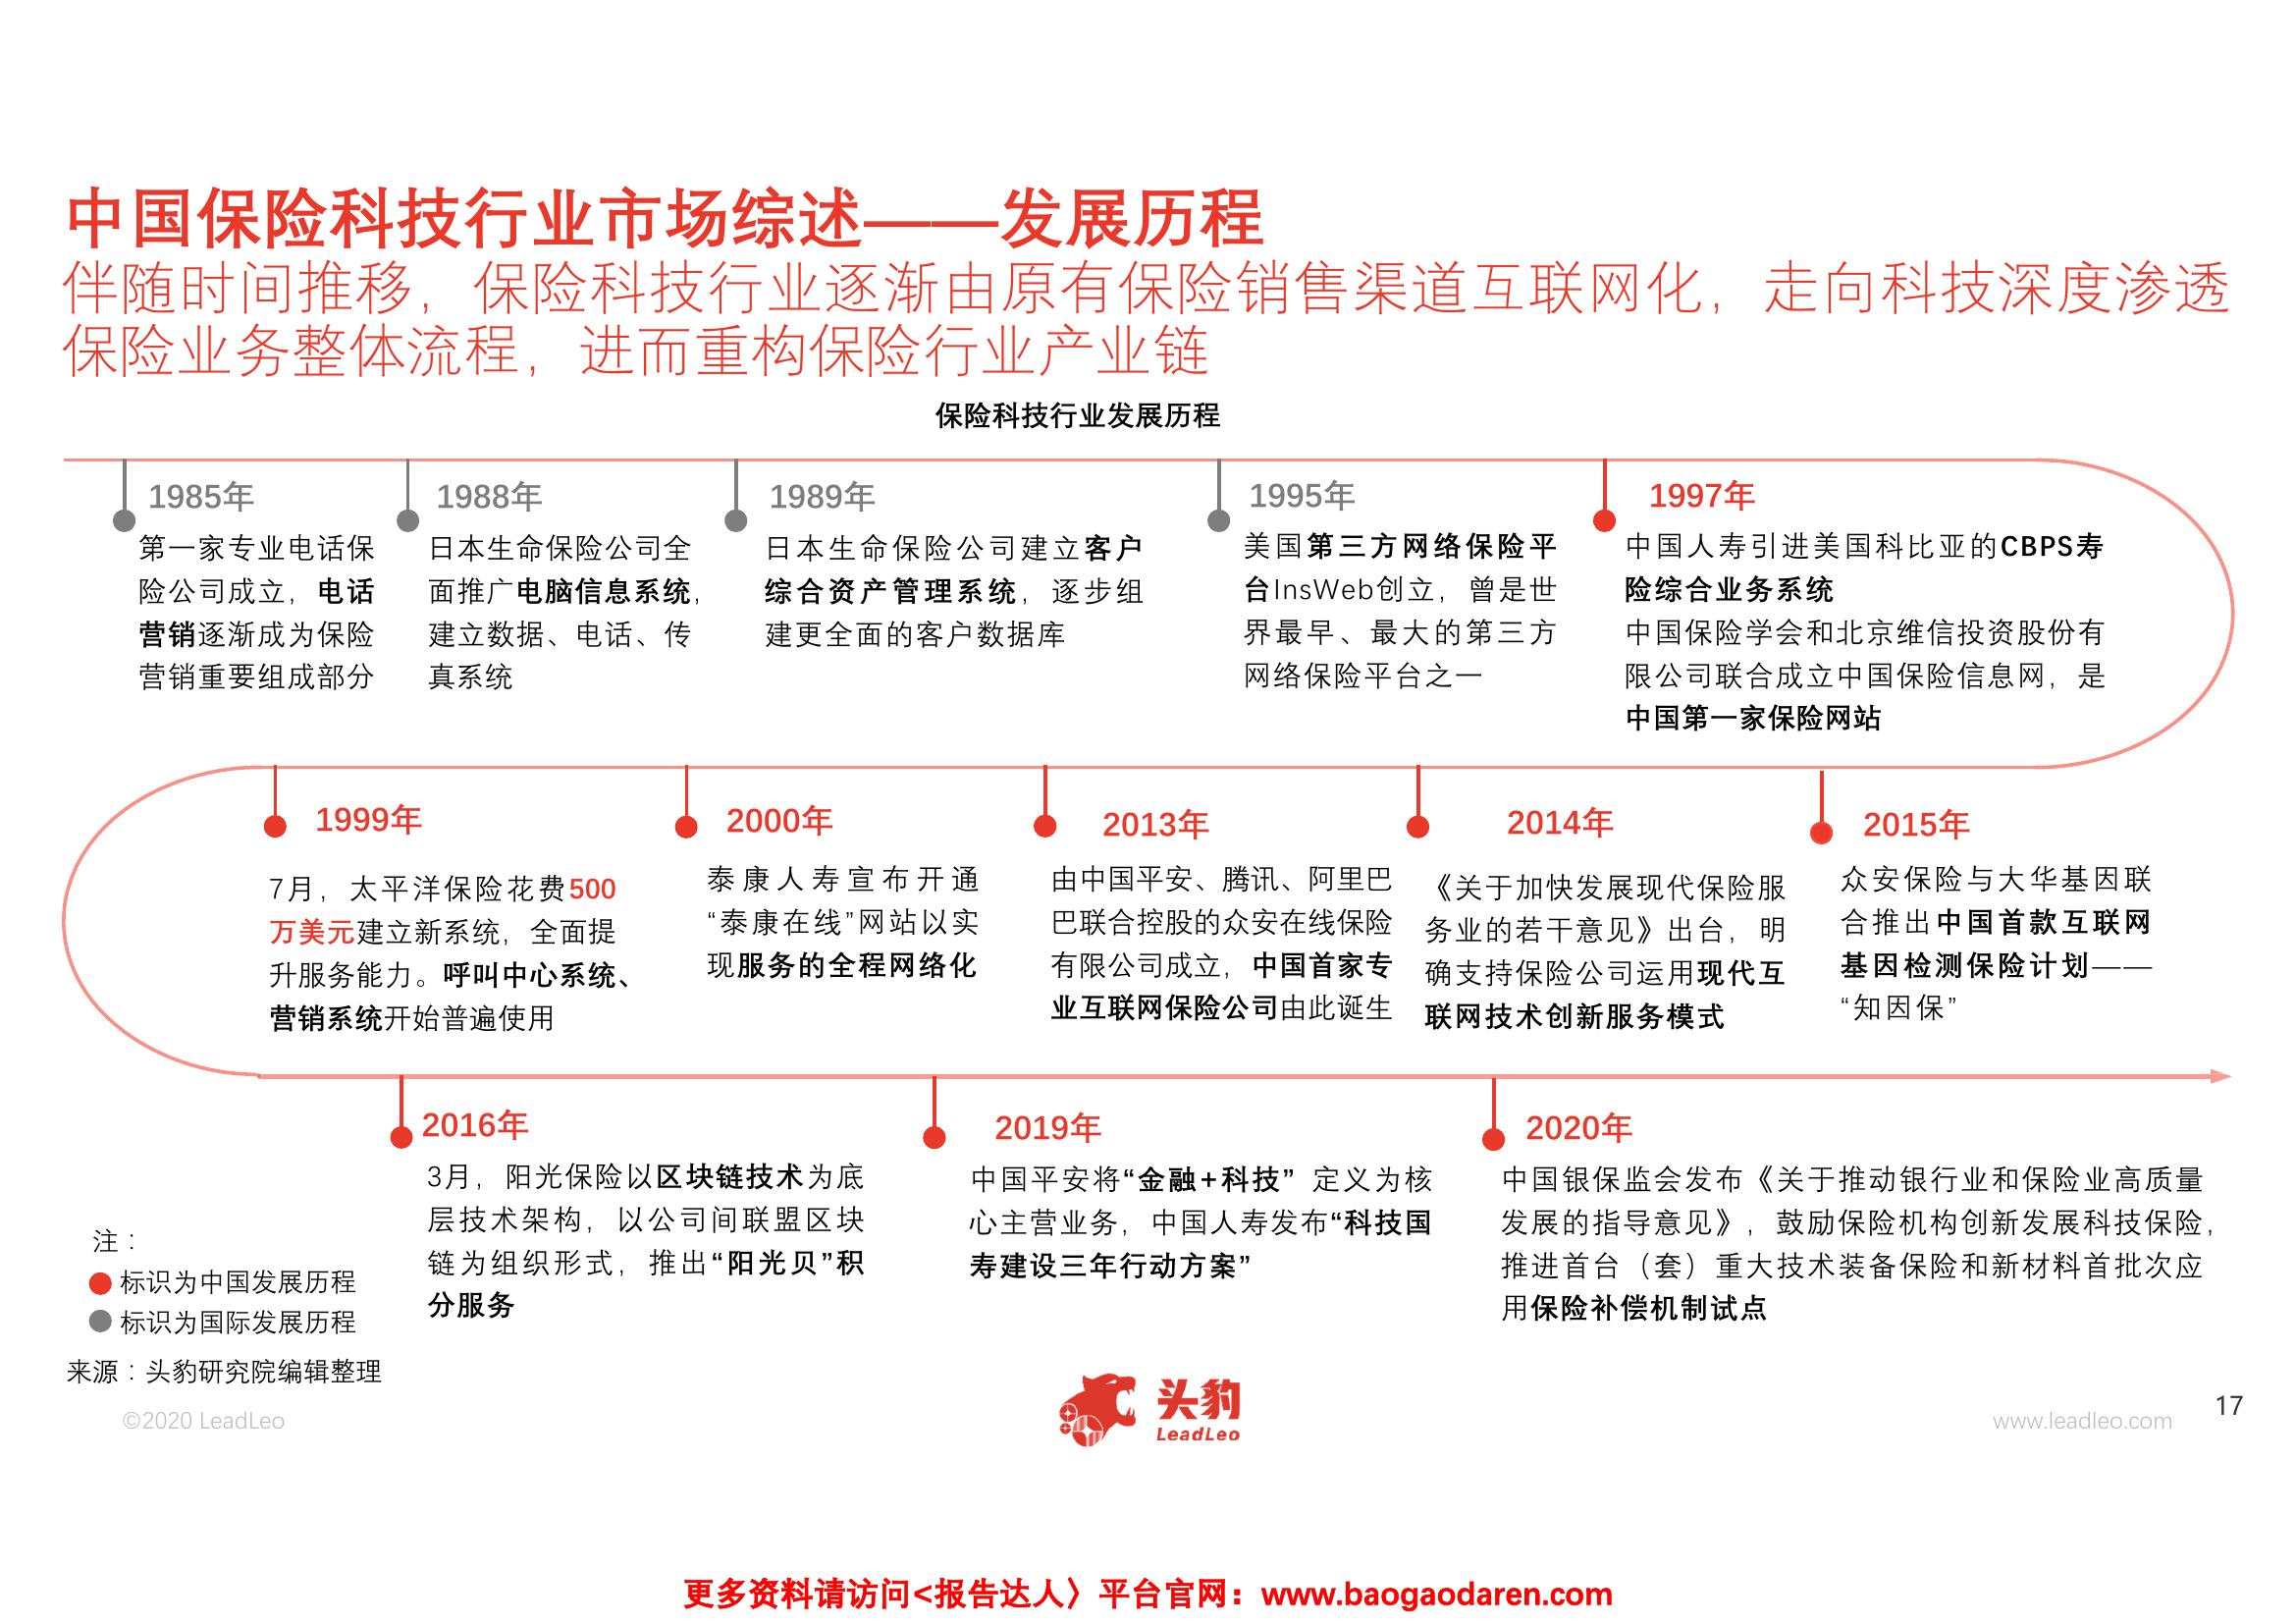 中国保险科技行业市场综述——发展历程
伴随时间推移，保险科技行业逐渐由原有保险销售渠道互联网化，走向科技深度渗透
保险业务整体流程，进而重构保险行业产业链
保险科技行业发展历程
1985年
第一家专业电话保
险公司成立，电话
营销逐渐成为保险
营销重要组成部分
1988年
日本生命保险公司全
面推广电脑信息系统，
建立数据、电话、传
真系统
1989年
日本生命保险公司建立客户
综合资产管理系统，逐步组
建更全面的客户数据库
1995年
美国第三方网络保险平
台InsWeb创立，曾是世
界最早、最大的第三方
网络保险平台之一
1997年
中国人寿引进美国科比亚的CBPS寿
险综合业务系统
中国保险学会和北京维信投资股份有
限公司联合成立中国保险信息网，是
中国第一家保险网站
1999年
7月，太平洋保险花费500
万美元建立新系统，全面提
升服务能力。呼叫中心系统、
营销系统开始普遍使用
2000年
泰康人寿宣布开通
“泰康在线”网站以实
现服务的全程网络化
2013年
由中国平安、腾讯、阿里巴
巴联合控股的众安在线保险
有限公司成立，中国首家专
业互联网保险公司由此诞生
2014年
《关于加快发展现代保险服
务业的若干意见》出台，明
确支持保险公司运用现代互
联网技术创新服务模式
2015年
众安保险与大华基因联
合推出中国首款互联网
基因检测保险计划——
“知因保”
2016年
3月，阳光保险以区块链技术为底
层技术架构，以公司间联盟区块
链为组织形式，推出“阳光贝”积
分服务
2019年
中国平安将“金融+科技” 定义为核
心主营业务，中国人寿发布“科技国
寿建设三年行动方案”
2020年
中国银保监会发布《关于推动银行业和保险业高质量
发展的指导意见》，鼓励保险机构创新发展科技保险，
推进首台（套）重大技术装备保险和新材料首批次应
用保险补偿机制试点
注：
标识为中国发展历程
标识为国际发展历程
来源：头豹研究院编辑整理
©2020 LeadLeo
头豹
LeadLeo
www.leadleo.com
17
更多资料请访问<报告达人〉平台官网：www.baogaodaren.com